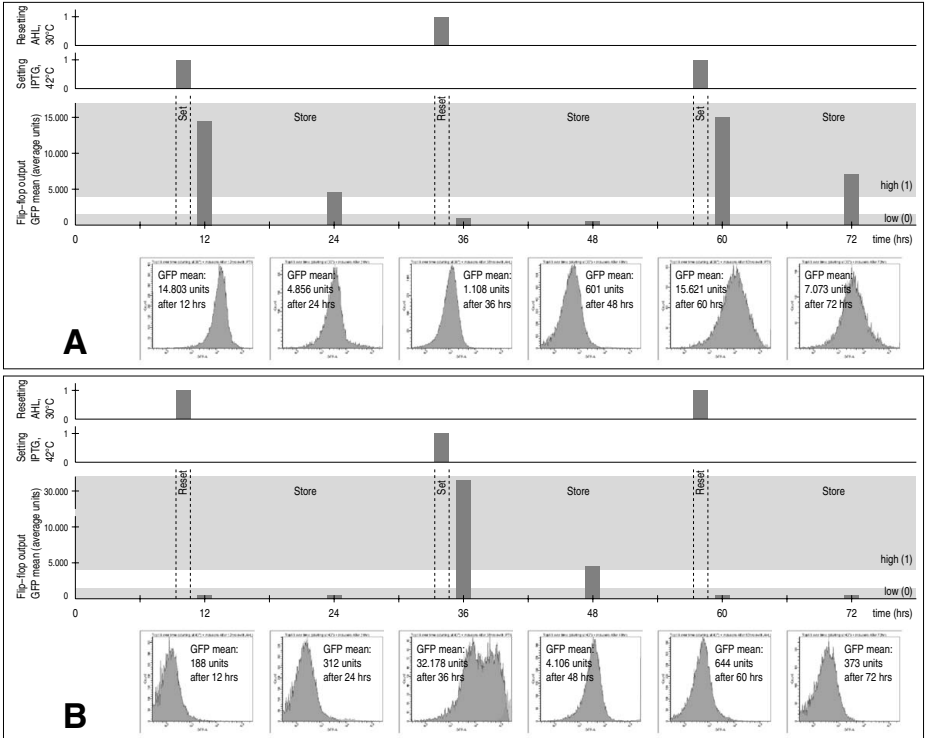 Resetting
AHL,
30°C
1
0
Setting
IPTG,
42°C
1
0
Flip–flop output
GFP mean (average units)
15.000
10.000
5.000
0
Set
Store
Reset
Store
Set
Store
high (1)
low (0)
0
12
24
36
48
60
72
time (hrs)
GFP mean:
14.803 units
after 12 hrs
GFP mean:
4.856 units
after 24 hrs
GFP mean:
1.108 units
after 36 hrs
GFP mean:
601 units
after 48 hrs
GFP mean:
15.621 units
after 60 hrs
GFP mean:
7.073 units
after 72 hrs
A
Resetting
AHL,
30°C
1
0
Setting
IPTG,
42°C
1
0
Flip–flop output
GFP mean (average units)
30.000
10.000
5.000
0
Reset
Store
Set
Store
Reset
Store
high (1)
low (0)
0
12
24
36
48
60
72
time (hrs)
GFP mean:
188 units
after 12 hrs
GFP mean:
312 units
after 24 hrs
GFP mean:
32.178 units
after 36 hrs
GFP mean:
4.106 units
after 48 hrs
GFP mean:
644 units
after 60 hrs
GFP mean:
373 units
after 72 hrs
B